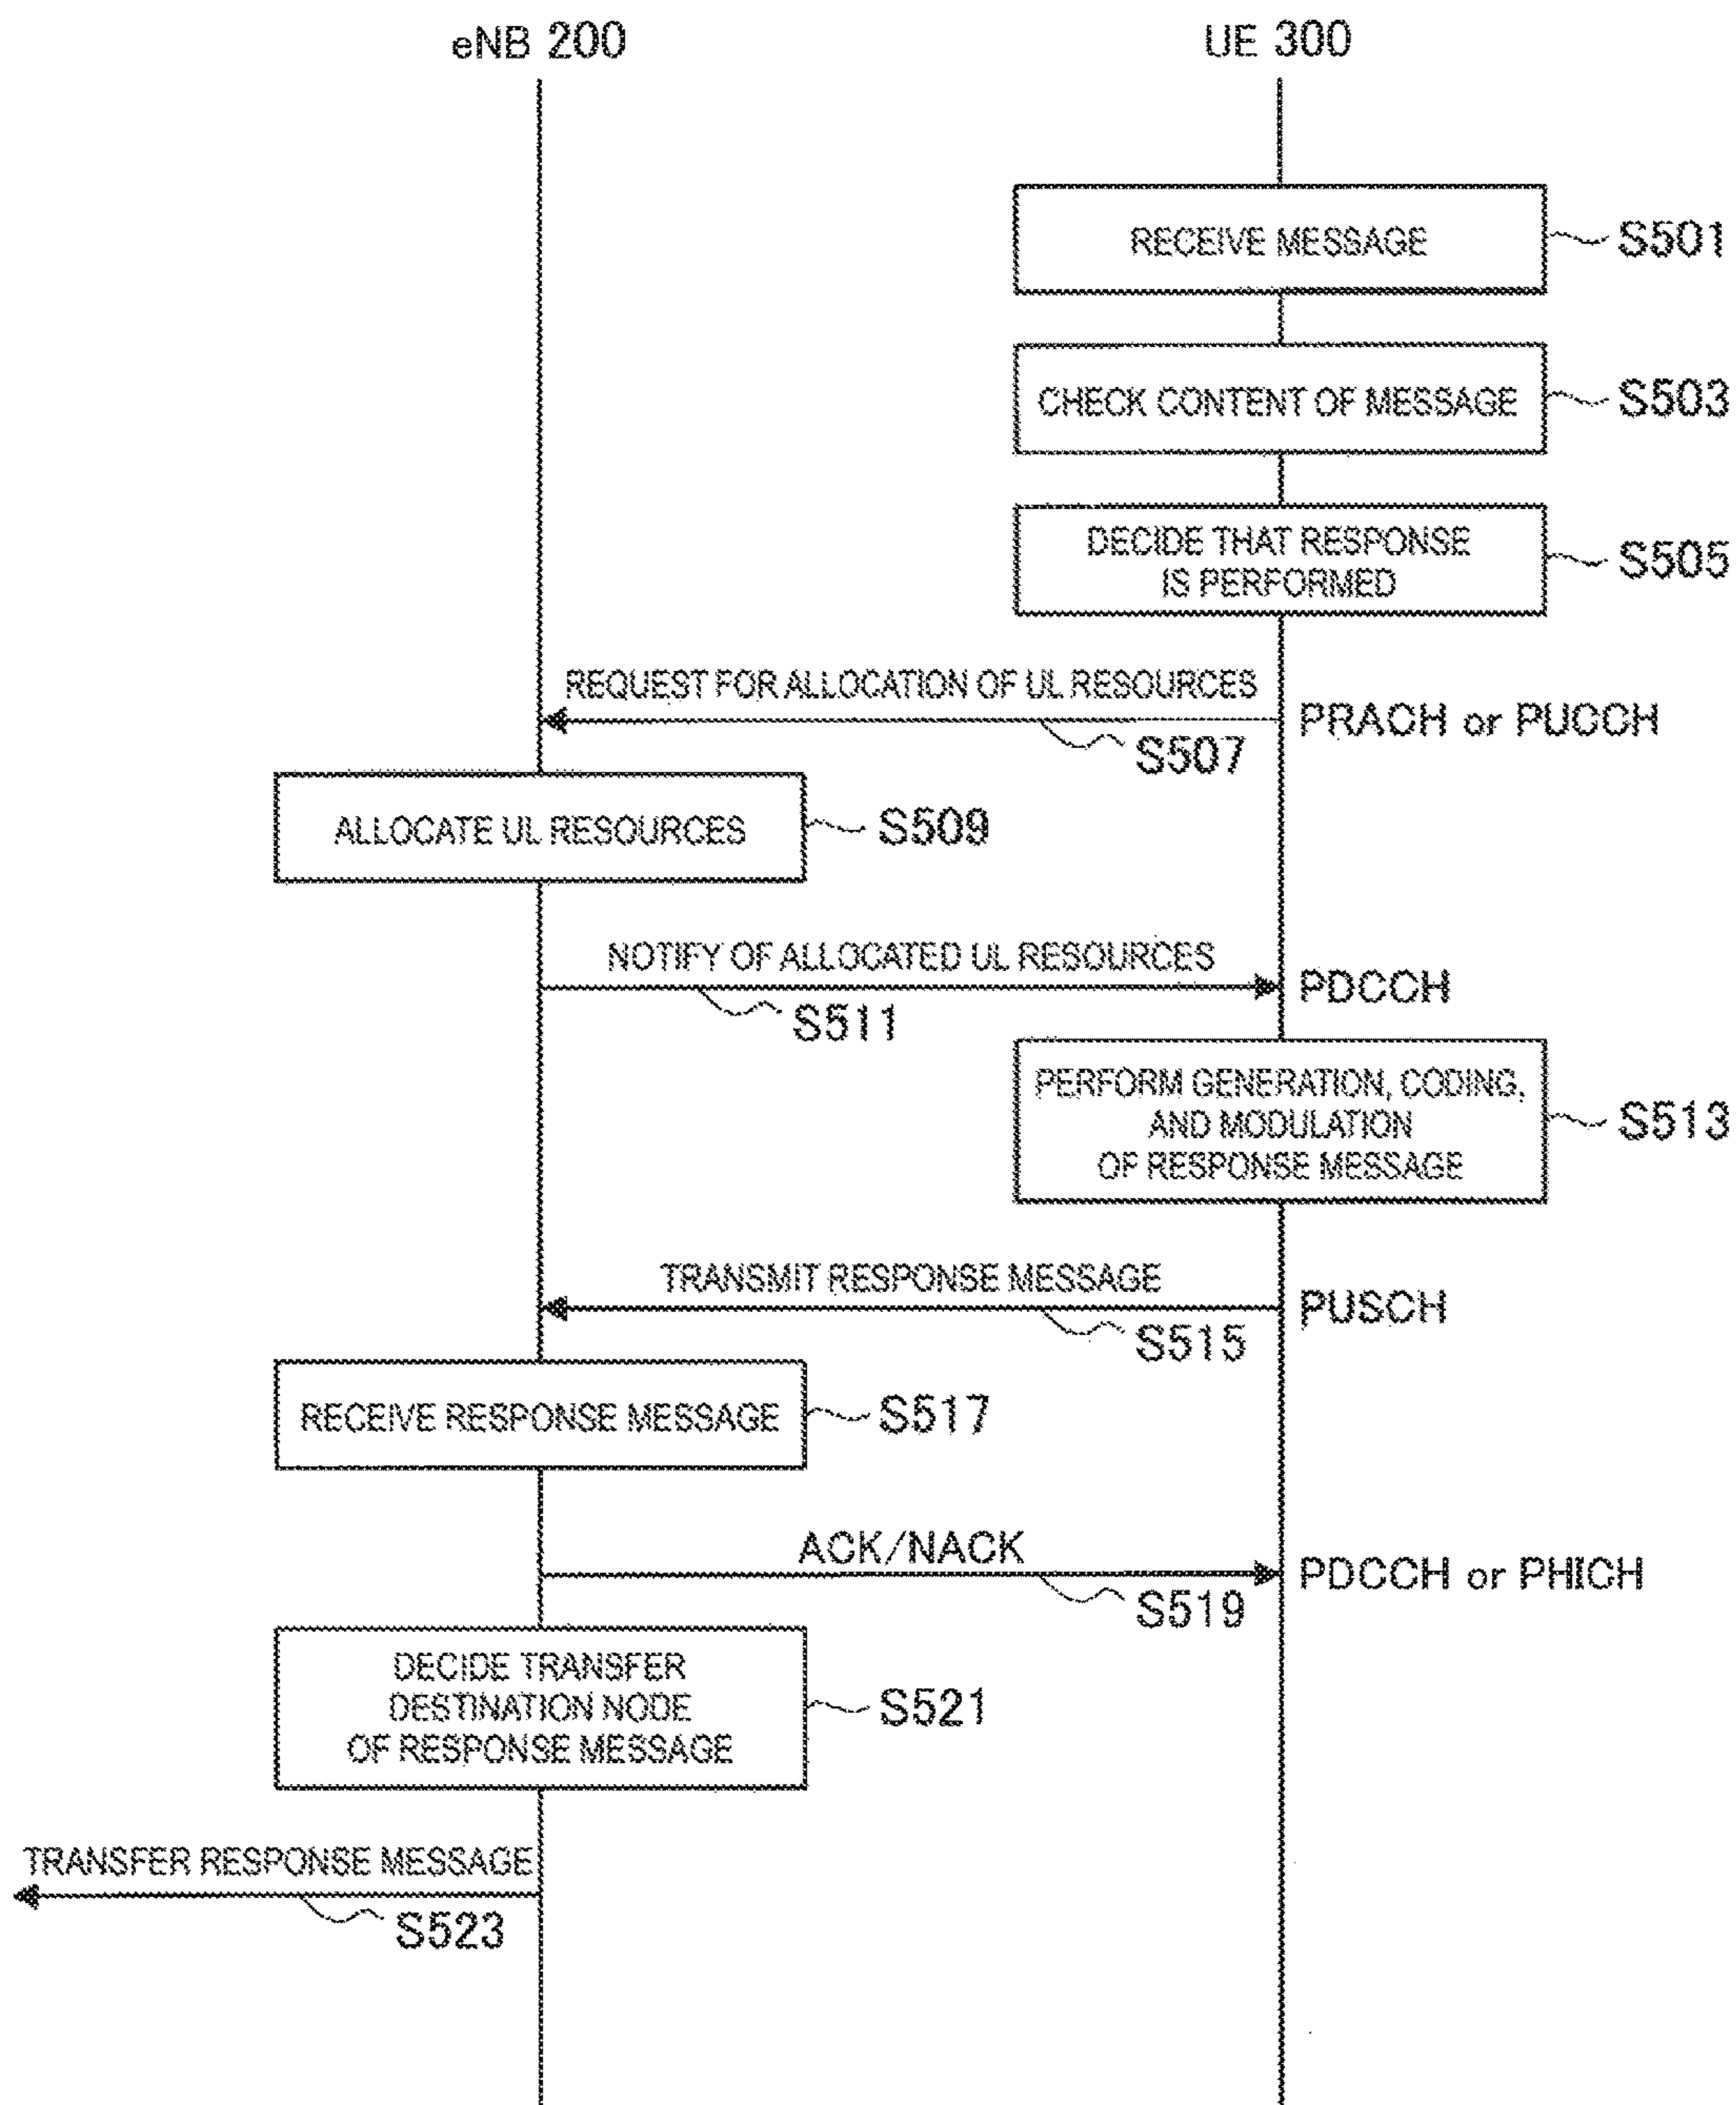 eNB 200
UE 300
RECEIVE MESSAGE
S501
CHECK CONTENT OF MESSAGE
S503
DECIDE THAT RESPONSE
IS PERFORMED
S505
REQUEST FOR ALLOCATION OF UL RESOURCES
PRACH or PUCCH
S507
ALLOCATE UL RESOURCES
S509
NOTIFY OF ALLOCATED UL RESOURCES
PDCCH
S511
PERFORM GENERATION, CODING,
AND MODULATION
OF RESPONSE MESSAGE
S513
TRANSMIT RESPONSE MESSAGE
PUSCH
S515
RECEIVE RESPONSE MESSAGE
S517
ACK/NACK
PDCCH or PHICH
S519
DECIDE TRANSFER
DESTINATION NODE
OF RESPONSE MESSAGE
S521
TRANSFER RESPONSE MESSAGE
S523